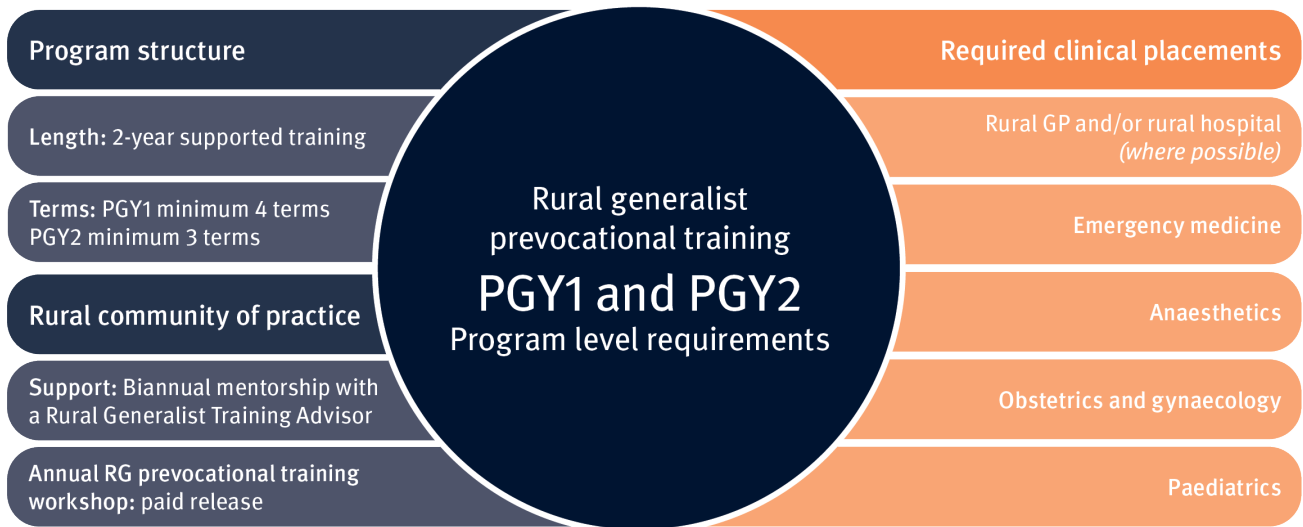 Program structure
Length: 2-year supported training
Terms: PGY1 minimum 4 terms
PGY2 minimum 3 terms
Rural community of practice
Support: Biannual mentorship with
a Rural Generalist Training Advisor
Annual RG prevocational training
workshop: paid release
Rural generalist
prevocational training
PGY1 and PGY2
Program level requirements
Required clinical placements
Rural GP and/or rural hospital
(where possible)
Emergency medicine
Anaesthetics
Obstetrics and gynaecology
Paediatrics